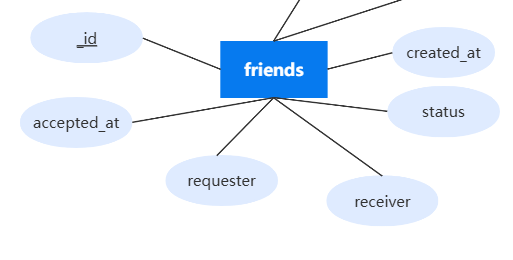 _id
friends
created_at
accepted_at
status
requester
receiver